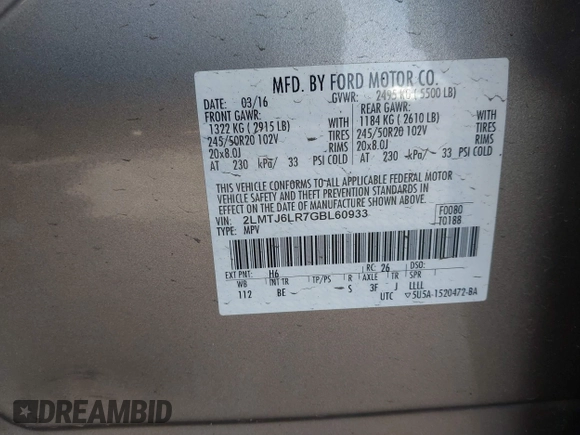 MFD. BY FORD MOTOR CO.
DATE: 03/16 GVWR: 2495 KG ( 5500 LB)
FRONT GAWR: REAR GAWR:
1322 KG ( 2915 LB) WITH 1184 KG ( 2610 LB) WITH
245/50R20 102V TIRES 245/50R20 102V TIRES
20x8.0J RIMS 20x8.0J RIMS
AT 230 kPa/ 33 PSI COLD AT 230 kPa/ 33 PSI COLD
THIS VEHICLE CONFORMS TO ALL APPLICABLE FEDERAL MOTOR
VEHICLE SAFETY AND THEFT PREVENTION STANDARDS IN
EFFECT ON THE DATE OF MANUFACTURE SHOWN ABOVE.
VIN: 2LMTJ6LR7GBL60933 F0080
TYPE: MPV T0188
EXT PNT: H6 RC: 26 DSO:
WB INT TR TP/PS R AXLE TR SPR
112 BE S 3F J LLLL
UTC ▽5U5A-1520472-BA
DREAMBID